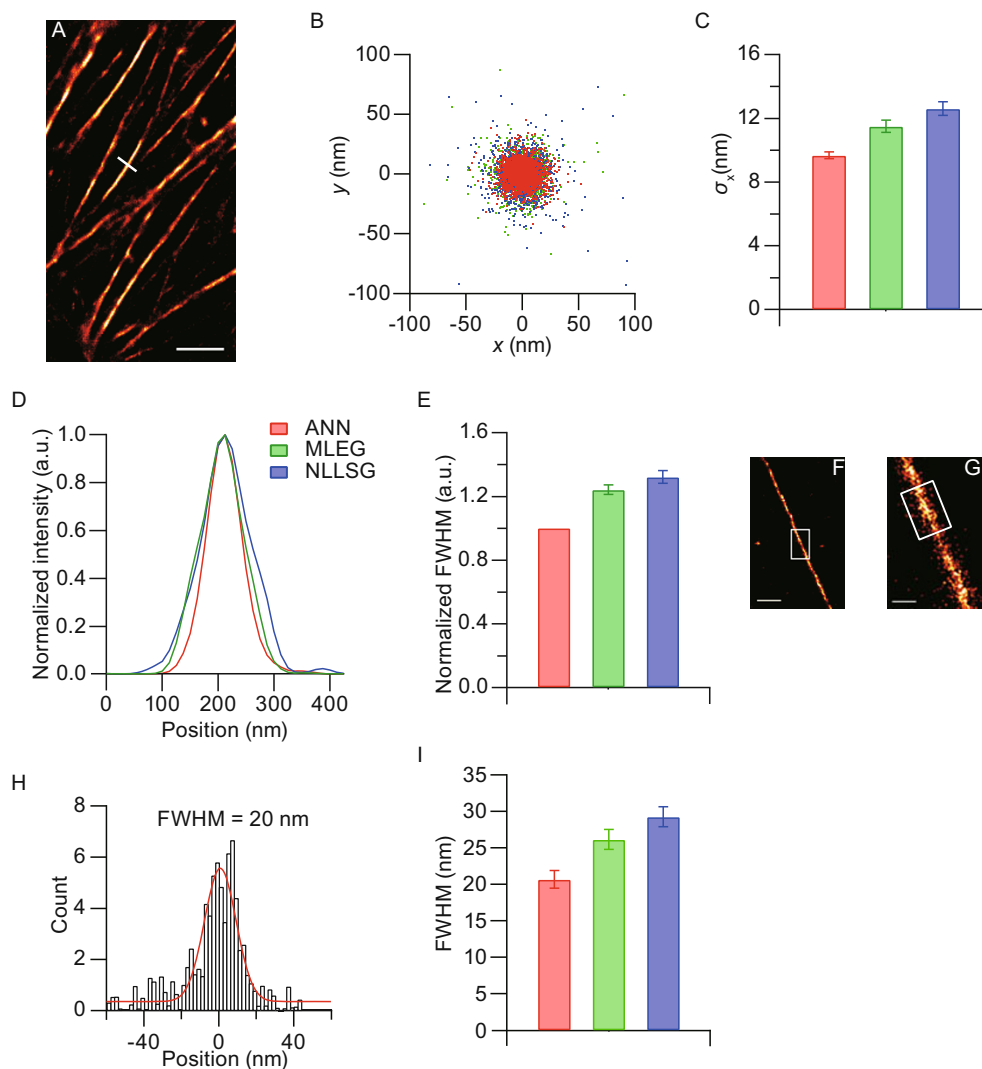 A
B
100
50
0
-50
-100
y (nm)
-100
-50
0
50
100
x (nm)
C
16
12
8
4
0
σx(nm)
D
1.0
0.8
0.6
0.4
0.2
0.0
Normalized intensity (a.u.)
0
100
200
300
400
Position (nm)
ANN
MLEG
NLLSG
E
1.6
1.2
0.8
0.4
0.0
Normalized FWHM (a.u.)
F
G
H
8
6
4
2
0
Count
FWHM = 20 nm
-40
0
40
Position (nm)
I
35
30
25
20
15
10
5
0
FWHM (nm)